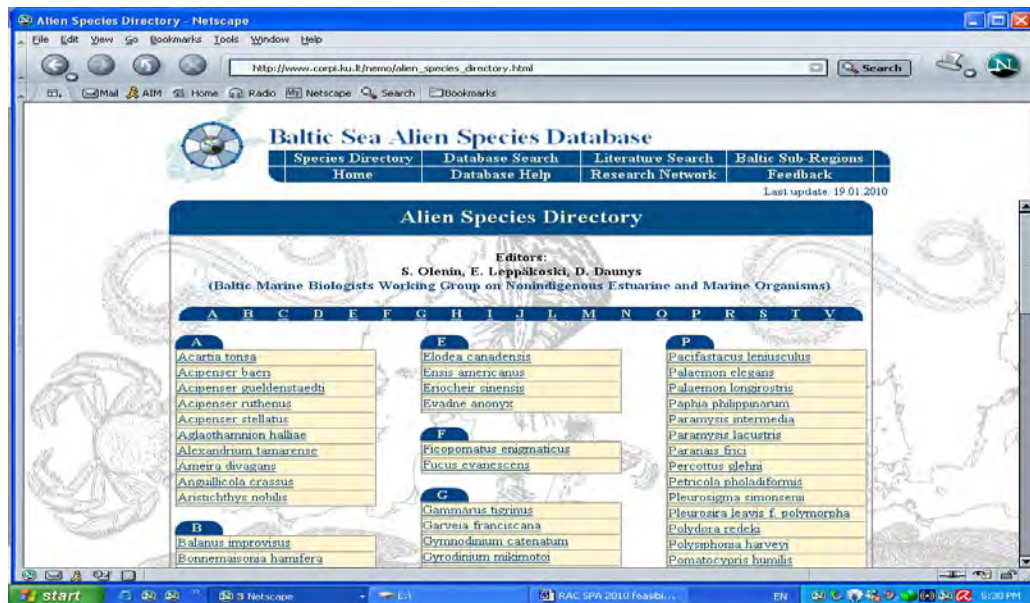 Alien Species Directory - Netscape
File Edit View Go Bookmarks Tools Window Help
http://www.corpi.ku.lt/nemo/alien_species_directory.html
Search
Mail AIM Home Radio My Netscape Search Bookmarks
Baltic Sea Alien Species Database
Species Directory Database Search Literature Search Baltic Sub-Regions
Home Database Help Research Network Feedback
Last update: 19.01.2010
Alien Species Directory
Editors:
S. Olenin, E. Leppäkoski, D. Daunys
(Baltic Marine Biologists Working Group on Nonindigenous Estuarine and Marine Organisms)
A B C D E F G H I J L M N O P R S T V
A
Acartia tonsa
Acipenser baeri
Acipenser gueldenstaedti
Acipenser ruthenus
Acipenser stellatus
Aglaothamnion halliae
Alexandrium tamarense
Ameira divagans
Anguillicola crassus
Aristichthys nobilis
B
Balanus improvisus
Bonnemaisonia hamifera
E
Elodea canadensis
Ensis americanus
Eriocheir sinensis
Evadne anonyx
F
Ficopomatus enigmaticus
Fucus evanescens
G
Gammarus tigrinus
Garveia franciscana
Gymnodinium catenatum
Gyrodinium mikimotoi
P
Pacifastacus leniusculus
Palaemon elegans
Palaemon longirostris
Paphia philippinarum
Paramysis intermedia
Paramysis lacustris
Paranais frici
Percottus glehni
Petricola pholadiformis
Pleurosigma simonsenii
Pleurosira leavis f. polymorpha
Polydora redeki
Polysiphonia harveyi
Potamopyrgus
start 3 Netscape E:\ RAC SPA 2010 feasibi... EN 5:30 PM